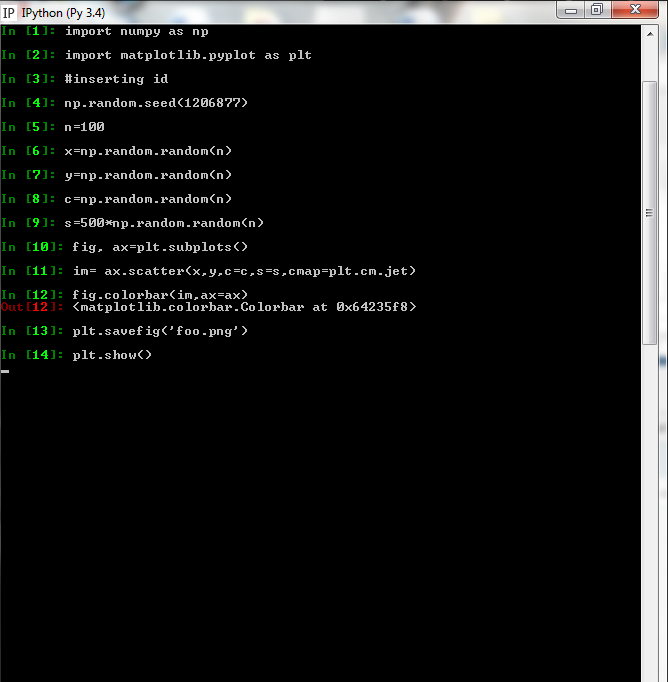 IP IPython (Py 3.4)
In [1]: import numpy as np
In [2]: import matplotlib.pyplot as plt
In [3]: #inserting id
In [4]: np.random.seed(1206877)
In [5]: n=100
In [6]: x=np.random.random(n)
In [7]: y=np.random.random(n)
In [8]: c=np.random.random(n)
In [9]: s=500*np.random.random(n)
In [10]: fig, ax=plt.subplots()
In [11]: im= ax.scatter(x,y,c=c,s=s,cmap=plt.cm.jet)
In [12]: fig.colorbar(im,ax=ax)
Out[12]: <matplotlib.colorbar.Colorbar at 0x64235f8>
In [13]: plt.savefig('foo.png')
In [14]: plt.show()